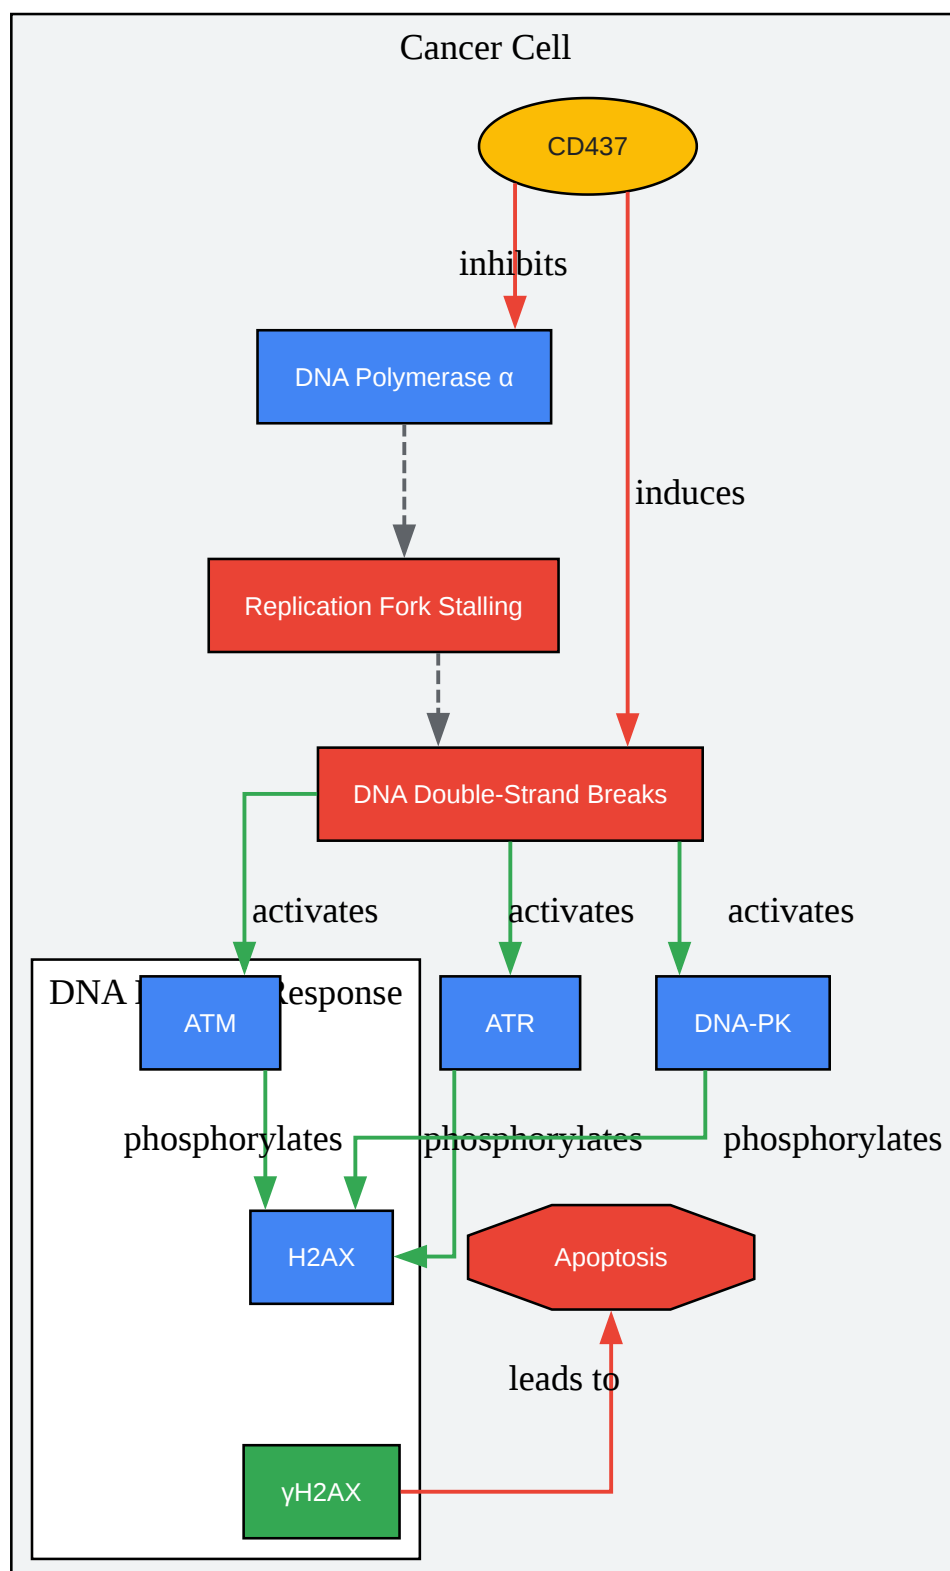 Cancer Cell
CD437
inhibits
DNA Polymerase α
induces
Replication Fork Stalling
DNA Double-Strand Breaks
activates
activates
activates
DNA Response
ATM
ATR
DNA-PK
phosphorylates
phosphorylates
phosphorylates
H2AX
Apoptosis
leads to
γH2AX